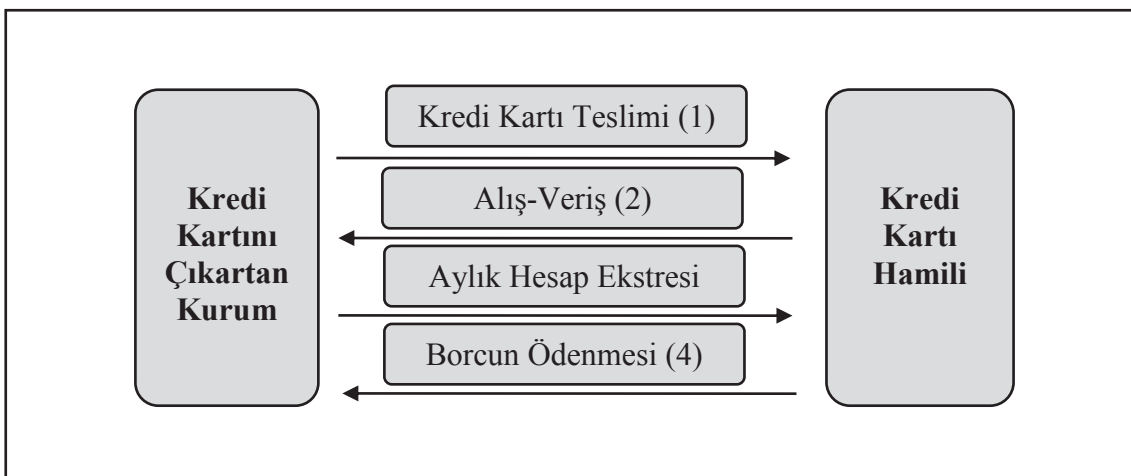 Kredi
Kartını
Çıkartan
Kurum
Kredi Kartı Teslimi (1)
Alış-Veriş (2)
Aylık Hesap Ekstresi
Borcun Ödenmesi (4)
Kredi
Kartı
Hamili